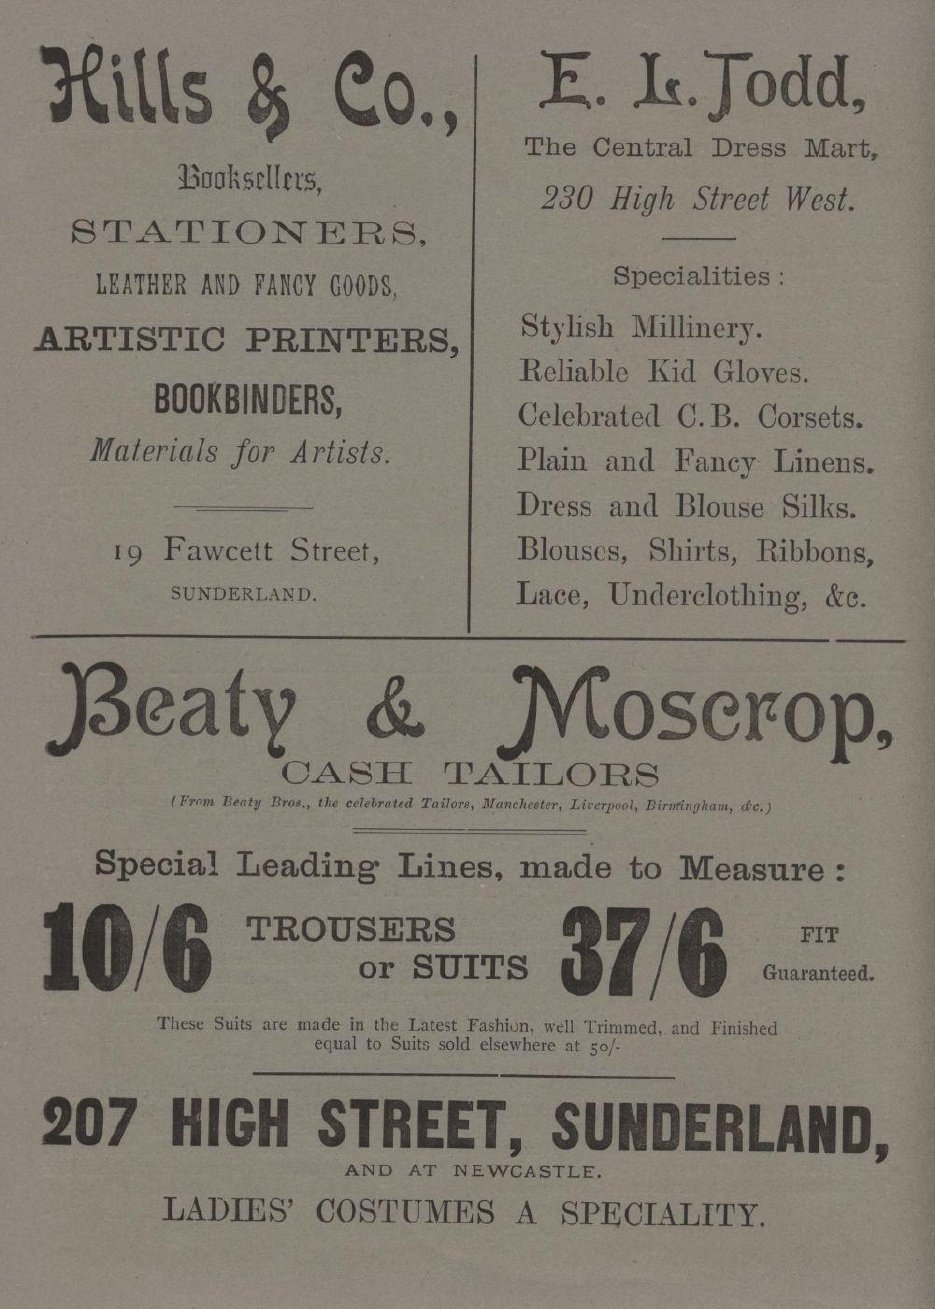 Hills & Co.,
Booksellers,
STATIONERS,
LEATHER AND FANCY GOODS,
ARTISTIC PRINTERS,
BOOKBINDERS,
Materials for Artists.
19 Fawcett Street,
SUNDERLAND.
E. L. Todd,
The Central Dress Mart,
230 High Street West.
Specialities :
Stylish Millinery.
Reliable Kid Gloves.
Celebrated C. B. Corsets.
Plain and Fancy Linens.
Dress and Blouse Silks.
Blouses, Shirts, Ribbons,
Lace, Underclothing, &c.
Beaty & Moscrop,
CASH TAILORS
(From Beaty Bros., the celebrated Tailors, Manchester, Liverpool, Birmingham, &c.)
Special Leading Lines, made to Measure :
10/6 TROUSERS or SUITS 37/6 FIT Guaranteed.
These Suits are made in the Latest Fashion, well Trimmed, and Finished
equal to Suits sold elsewhere at 50/-
207 HIGH STREET, SUNDERLAND,
AND AT NEWCASTLE.
LADIES' COSTUMES A SPECIALITY.